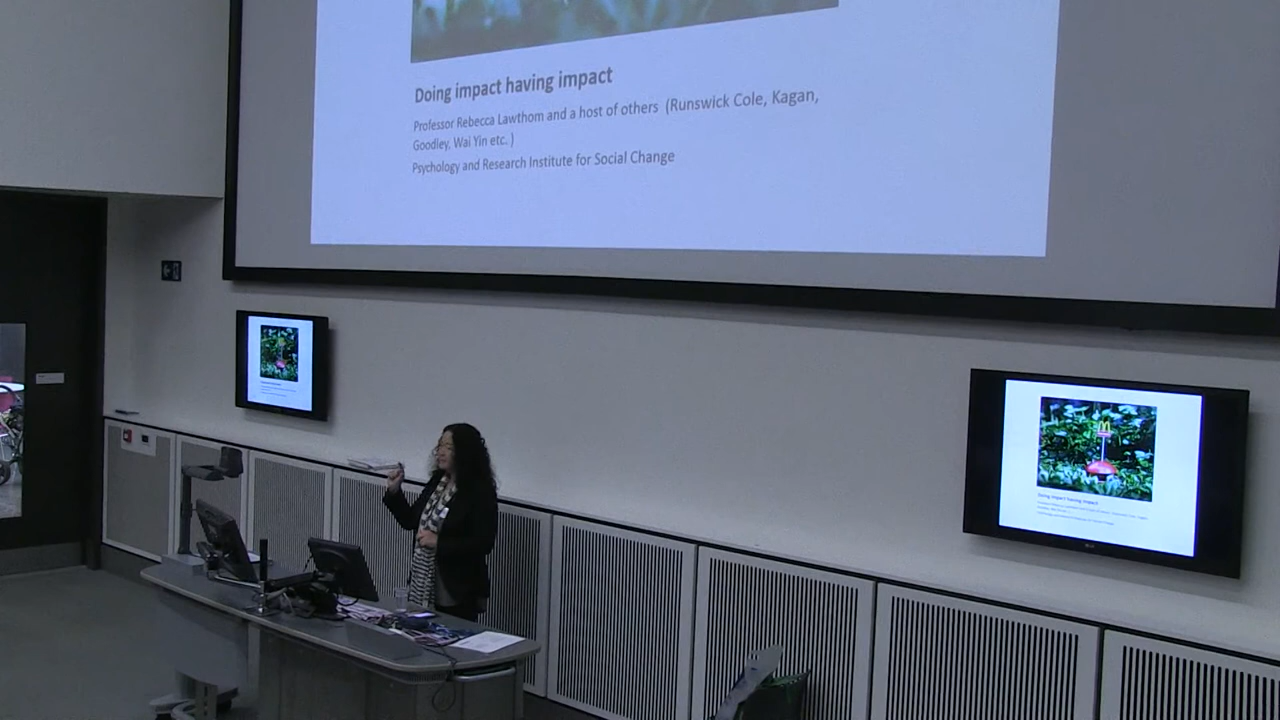 Doing impact having impact
Professor Rebecca Lawthom and a host of others (Runswick Cole, Kagan,
Goodley, Wai Yin etc. )
Psychology and Research Institute for Social Change
Doing impact having impact